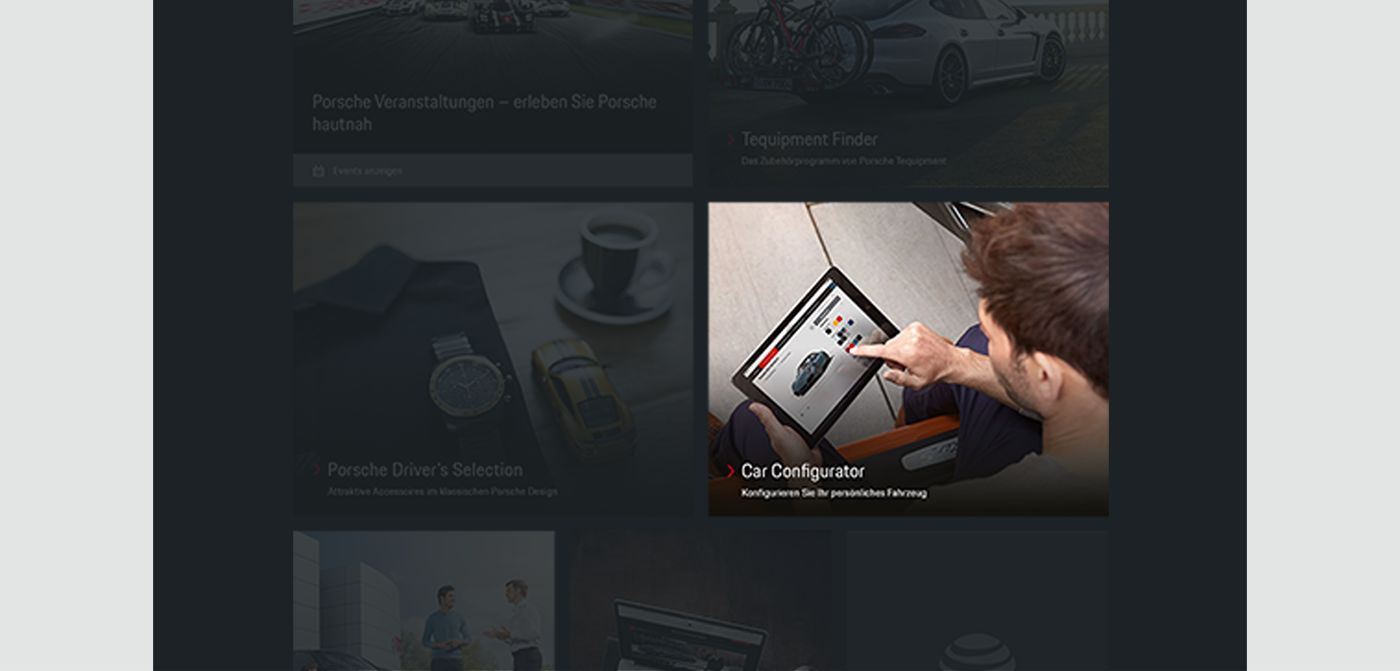 Porsche Veranstaltungen – erleben Sie Porsche
hautnah
Events anzeigen
Tequipment Finder
Das Zubehörprogramm von Porsche Tequipment
Porsche Driver's Selection
Attraktive Accessoires im klassischen Porsche Design
Car Configurator
Konfigurieren Sie Ihr persönliches Fahrzeug